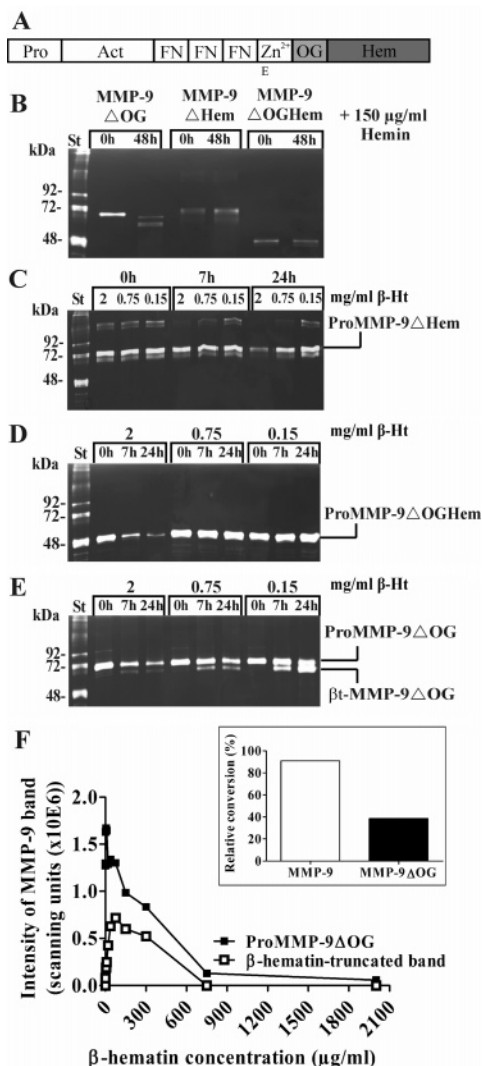 A
Pro Act FN FN FN Zn²⁺ OG Hem
E
B
MMP-9 △OG MMP-9 △Hem MMP-9 △OGHem + 150 µg/ml Hemin
kDa St 0h 48h 0h 48h 0h 48h
92-
72-
48-
C
0h 7h 24h
kDa St 2 0.75 0.15 2 0.75 0.15 2 0.75 0.15 mg/ml β-Ht
ProMMP-9△Hem
92-
72-
48-
D
2 0.75 0.15 mg/ml β-Ht
kDa St 0h 7h 24h 0h 7h 24h 0h 7h 24h
92-
72-
48-
ProMMP-9△OGHem
E
2 0.75 0.15 mg/ml β-Ht
kDa St 0h 7h 24h 0h 7h 24h 0h 7h 24h
ProMMP-9△OG
92-
72-
48-
βt-MMP-9△OG
F
Intensity of MMP-9 band
(scanning units (x10E6))
2.0
1.5
1.0
0.5
0.0
Relative conversion (%)
100
80
60
40
20
0
MMP-9 MMP-9△OG
ProMMP-9ΔOG
β-hematin-truncated band
0 300 600 900 1200 1500 1800 2100
β-hematin concentration (µg/ml)